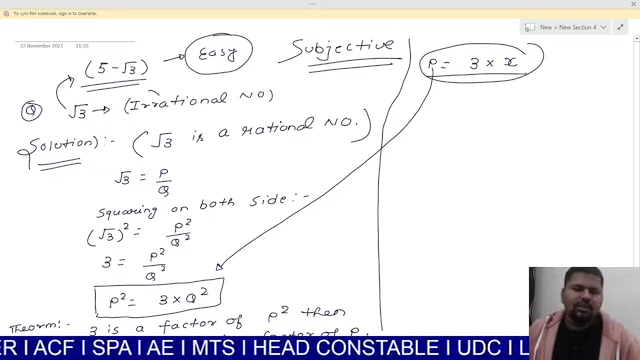 To sync this notebook, sign in to OneNote.
New > New Section 4
22 November 2021 11:10
(5-√3) → Easy
Subjective
P = 3 × x
Q √3 → (Irrational NO
Solution):- (√3 is a rational NO.)
√3 = P/Q
Squaring on both side:-
(√3)² = P²/Q²
3 = P²/Q²
P² = 3 × Q²
Theorm:- 3 is a factor of P² then
factor of P.
ER I ACF I SPA I AE I MTS I HEAD CONSTABLE I UDC I L